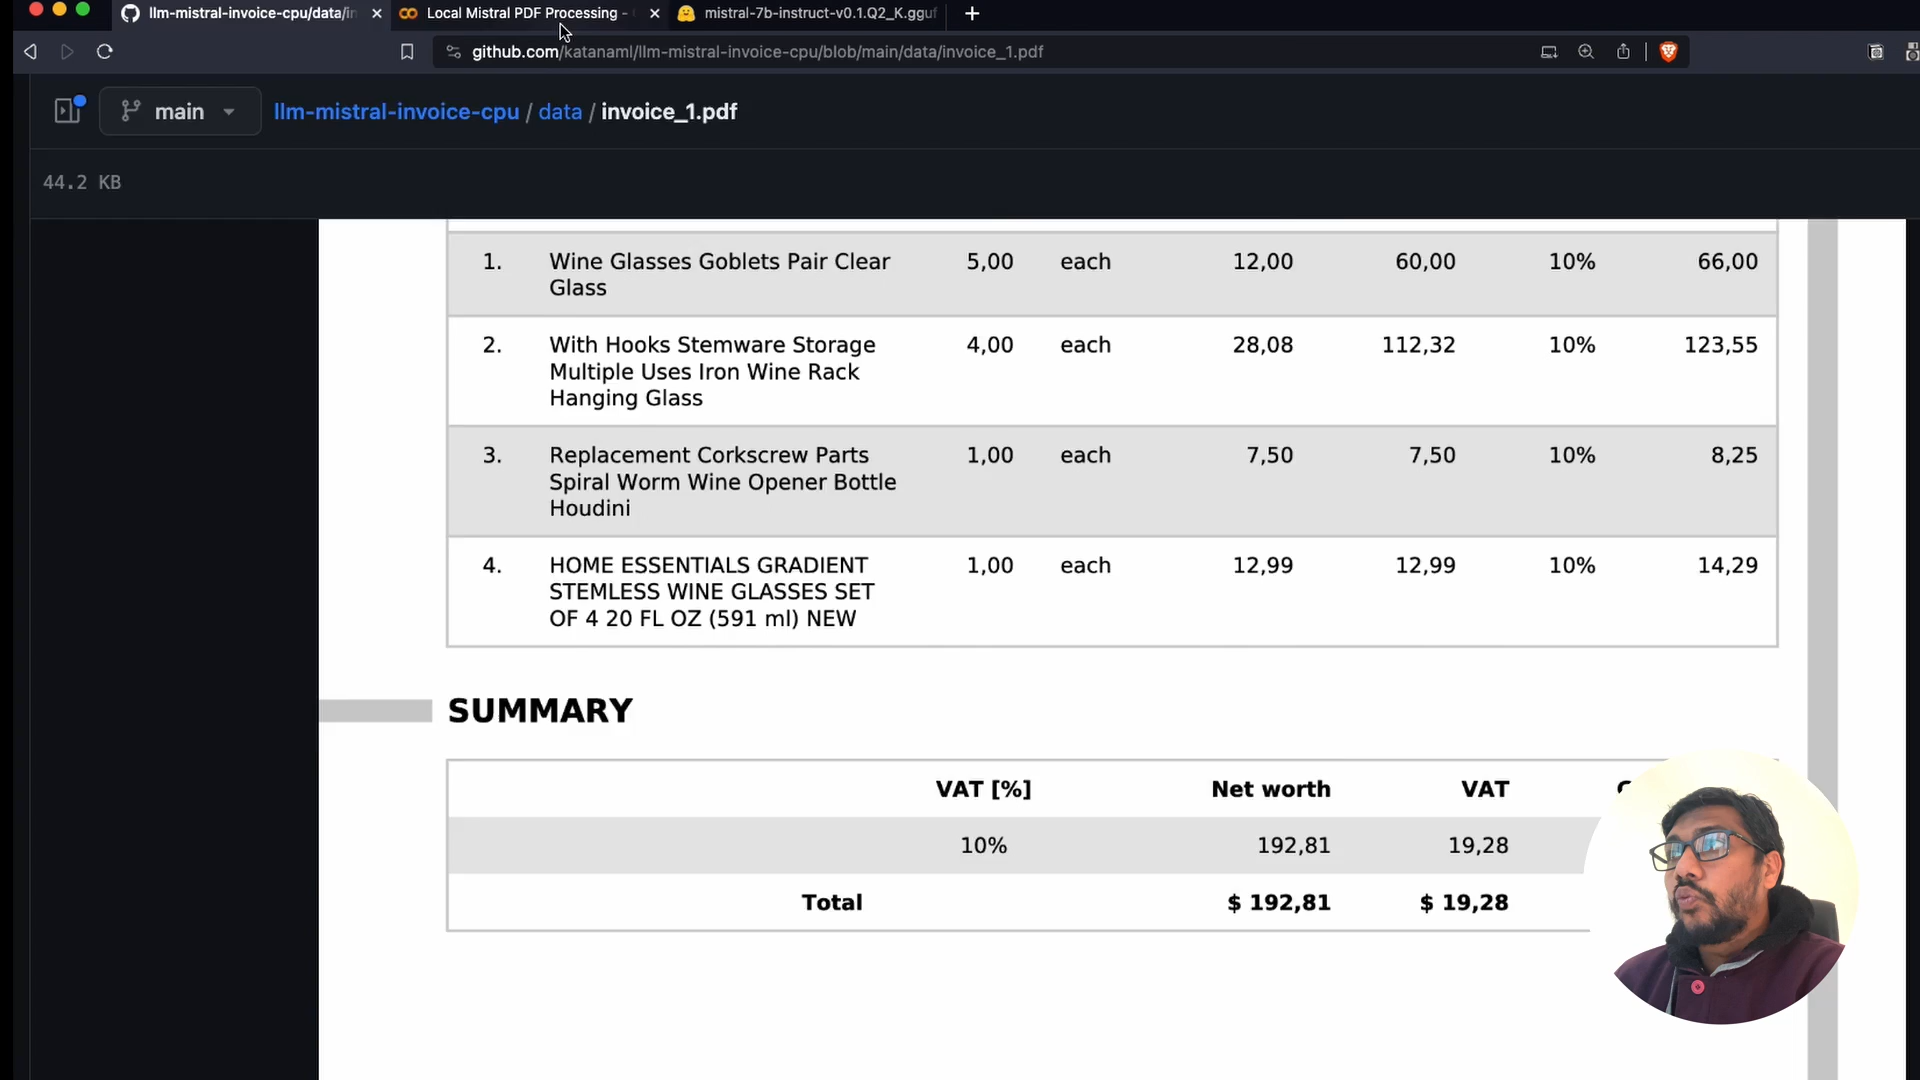 llm-mistral-invoice-cpu/data/in
Local Mistral PDF Processing -
mistral-7b-instruct-v0.1.Q2_K.gguf
github.com/katanaml/llm-mistral-invoice-cpu/blob/main/data/invoice_1.pdf
main
llm-mistral-invoice-cpu / data / invoice_1.pdf
44.2 KB
1. Wine Glasses Goblets Pair Clear 5,00 each 12,00 60,00 10% 66,00
Glass
2. With Hooks Stemware Storage 4,00 each 28,08 112,32 10% 123,55
Multiple Uses Iron Wine Rack
Hanging Glass
3. Replacement Corkscrew Parts 1,00 each 7,50 7,50 10% 8,25
Spiral Worm Wine Opener Bottle
Houdini
4. HOME ESSENTIALS GRADIENT 1,00 each 12,99 12,99 10% 14,29
STEMLESS WINE GLASSES SET
OF 4 20 FL OZ (591 ml) NEW
SUMMARY
VAT [%] Net worth VAT
10% 192,81 19,28
Total $ 192,81 $ 19,28